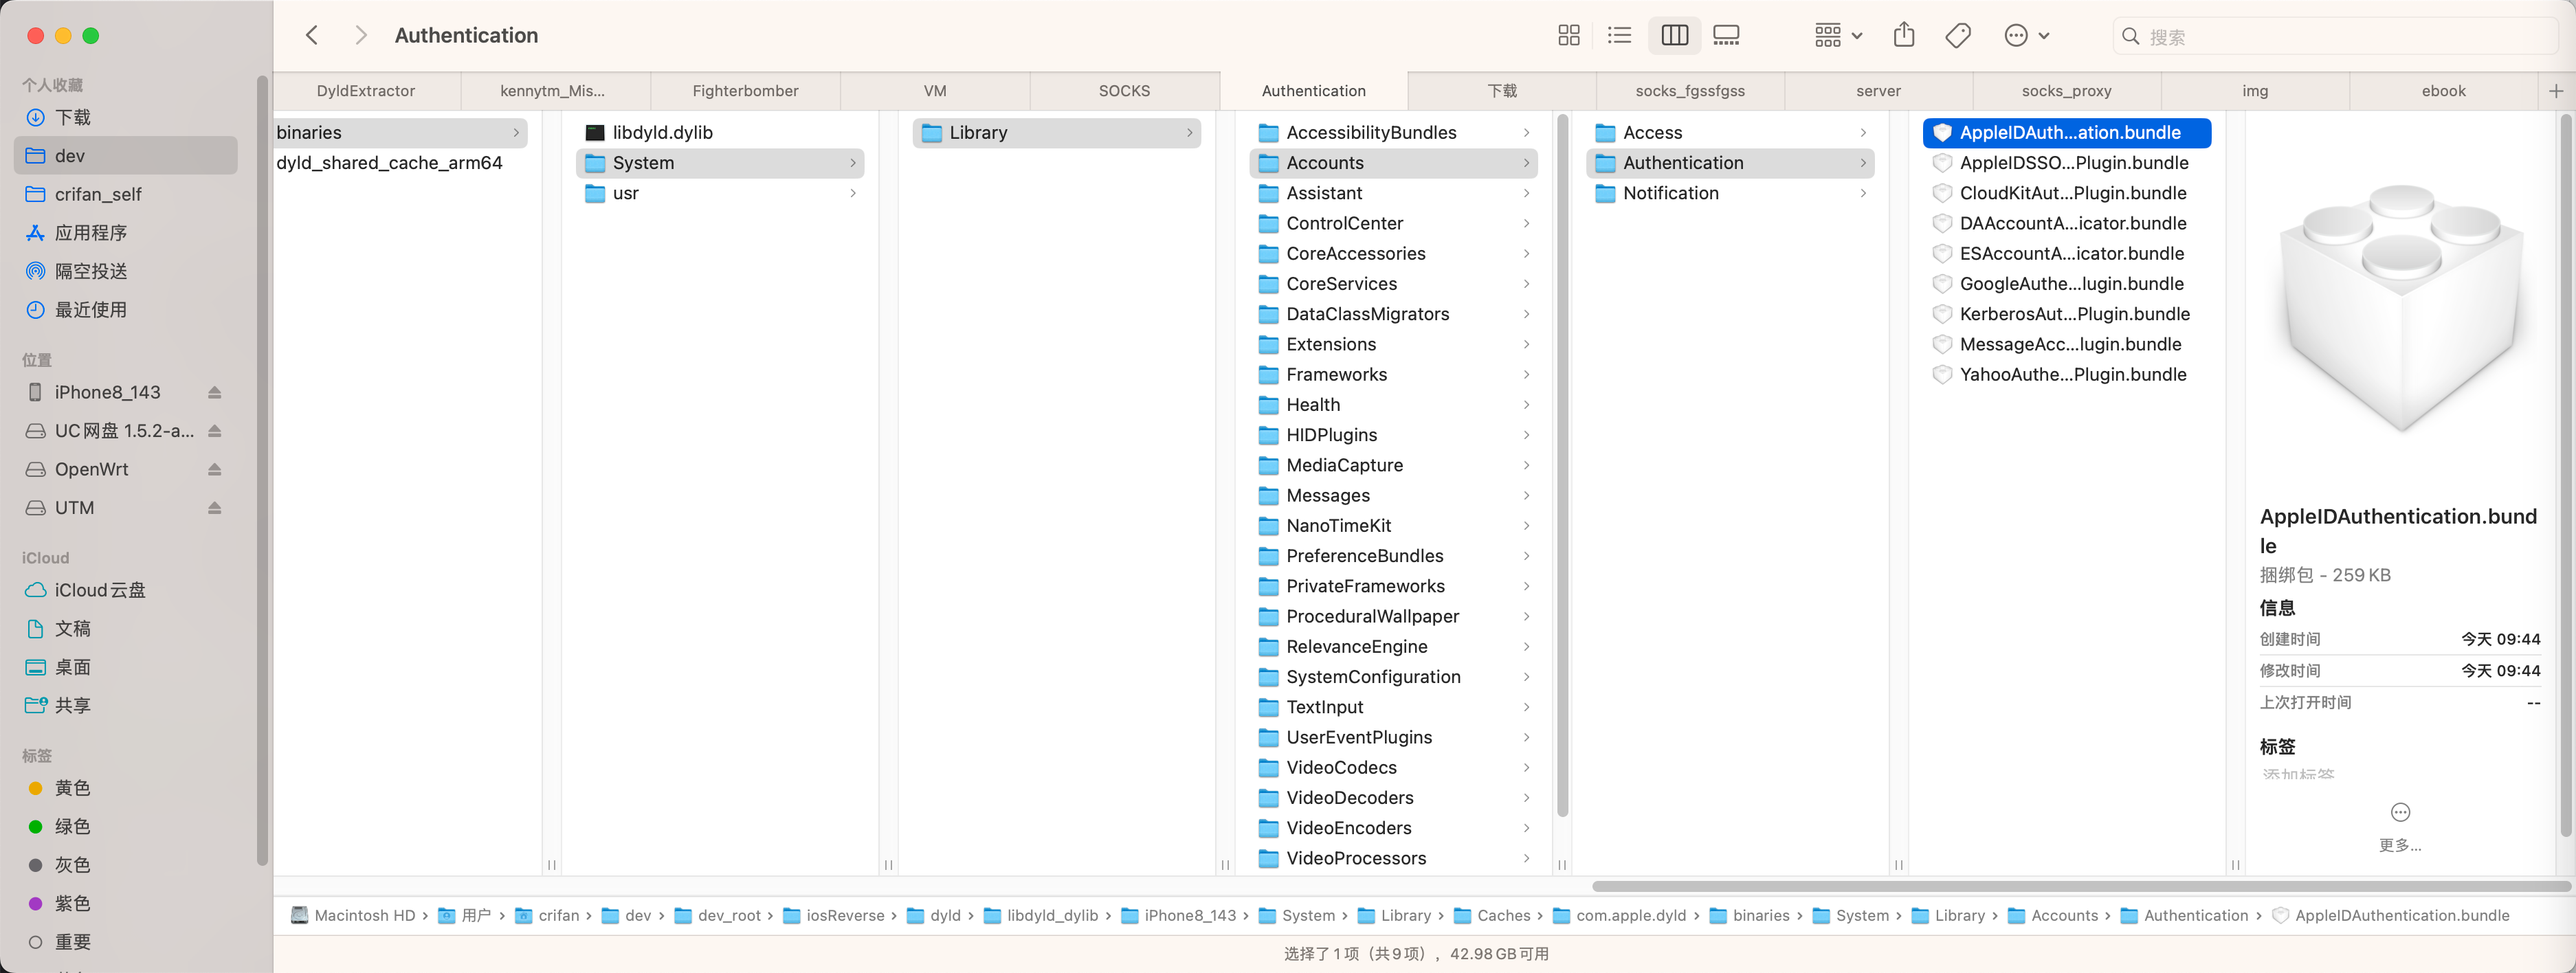 Authentication
搜索
个人收藏
下载
dev
crifan_self
应用程序
隔空投送
最近使用
位置
iPhone8_143
UC网盘 1.5.2-a...
OpenWrt
UTM
iCloud
iCloud云盘
文稿
桌面
共享
标签
黄色
绿色
灰色
紫色
重要
DyldExtractor
kennytm_Mis...
Fighterbomber
VM
SOCKS
Authentication
下载
socks_fgssfgss
server
socks_proxy
img
ebook
binaries
dyld_shared_cache_arm64
libdyld.dylib
System
usr
Library
AccessibilityBundles
Accounts
Assistant
ControlCenter
CoreAccessories
CoreServices
DataClassMigrators
Extensions
Frameworks
Health
HIDPlugins
MediaCapture
Messages
NanoTimeKit
PreferenceBundles
PrivateFrameworks
ProceduralWallpaper
RelevanceEngine
SystemConfiguration
TextInput
UserEventPlugins
VideoCodecs
VideoDecoders
VideoEncoders
VideoProcessors
Access
Authentication
Notification
AppleIDAuth...ation.bundle
AppleIDSSO...Plugin.bundle
CloudKitAut...Plugin.bundle
DAAccountA...icator.bundle
ESAccountA...icator.bundle
GoogleAuthe...lugin.bundle
KerberosAut...Plugin.bundle
MessageAcc...lugin.bundle
YahooAuthe...Plugin.bundle
AppleIDAuthentication.bund
le
捆绑包 - 259 KB
信息
创建时间 今天 09:44
修改时间 今天 09:44
上次打开时间 --
标签
添加标签
更多...
Macintosh HD › 用户 › crifan › dev › dev_root › iosReverse › dyld › libdyld_dylib › iPhone8_143 › System › Library › Caches › com.apple.dyld › binaries › System › Library › Accounts › Authentication › AppleIDAuthentication.bundle
选择了1项（共9项），42.98 GB可用